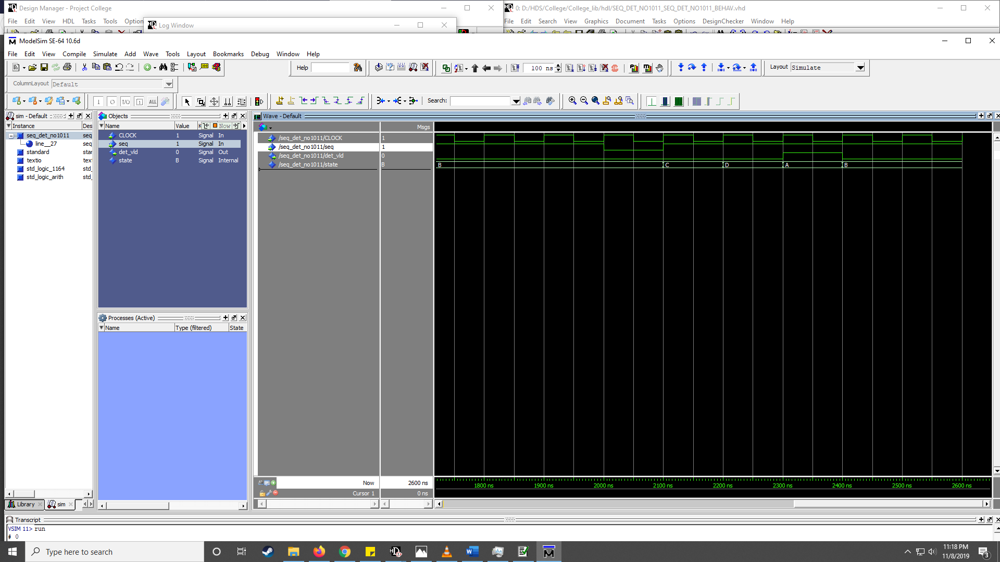 Design Manager - Project College
0: D:/HDS/College/College_lib/hdl/SEQ_DET_NO1011_SEQ_DET_NO1011_BEHAV.vhd
File Edit View HDL Tasks Tools Option
File Edit Search View Graphics Document Tasks Options DesignChecker Window Help
Log Window
ModelSim SE-64 10.6d
File Edit View Compile Simulate Add Wave Tools Layout Bookmarks Debug Window Help
Help
100 ns
Layout Simulate
ColumnLayout Default
Search:
sim - Default
Instance Des
seq_det_no1011 seq
line__27 seq
standard star
textio text
std_logic_1164 std_
std_logic_arith std_
Library
sim
Objects
Name Value K Now
CLOCK 1 Signal In
seq 1 Signal In
det_vld 0 Signal Out
state B Signal Internal
Processes (Active)
Name Type (filtered) State
Wave - Default
Msgs
/seq_det_no1011/CLOCK 1
/seq_det_no1011/seq 1
/seq_det_no1011/det_vld 0
/seq_det_no1011/state B
B C D A B
Now 2600 ns
Cursor 1 0 ns
1800 ns 1900 ns 2000 ns 2100 ns 2200 ns 2300 ns 2400 ns 2500 ns 2600 ns
Transcript
VSIM 11> run
# 0
Type here to search
11:18 PM
11/8/2019
3